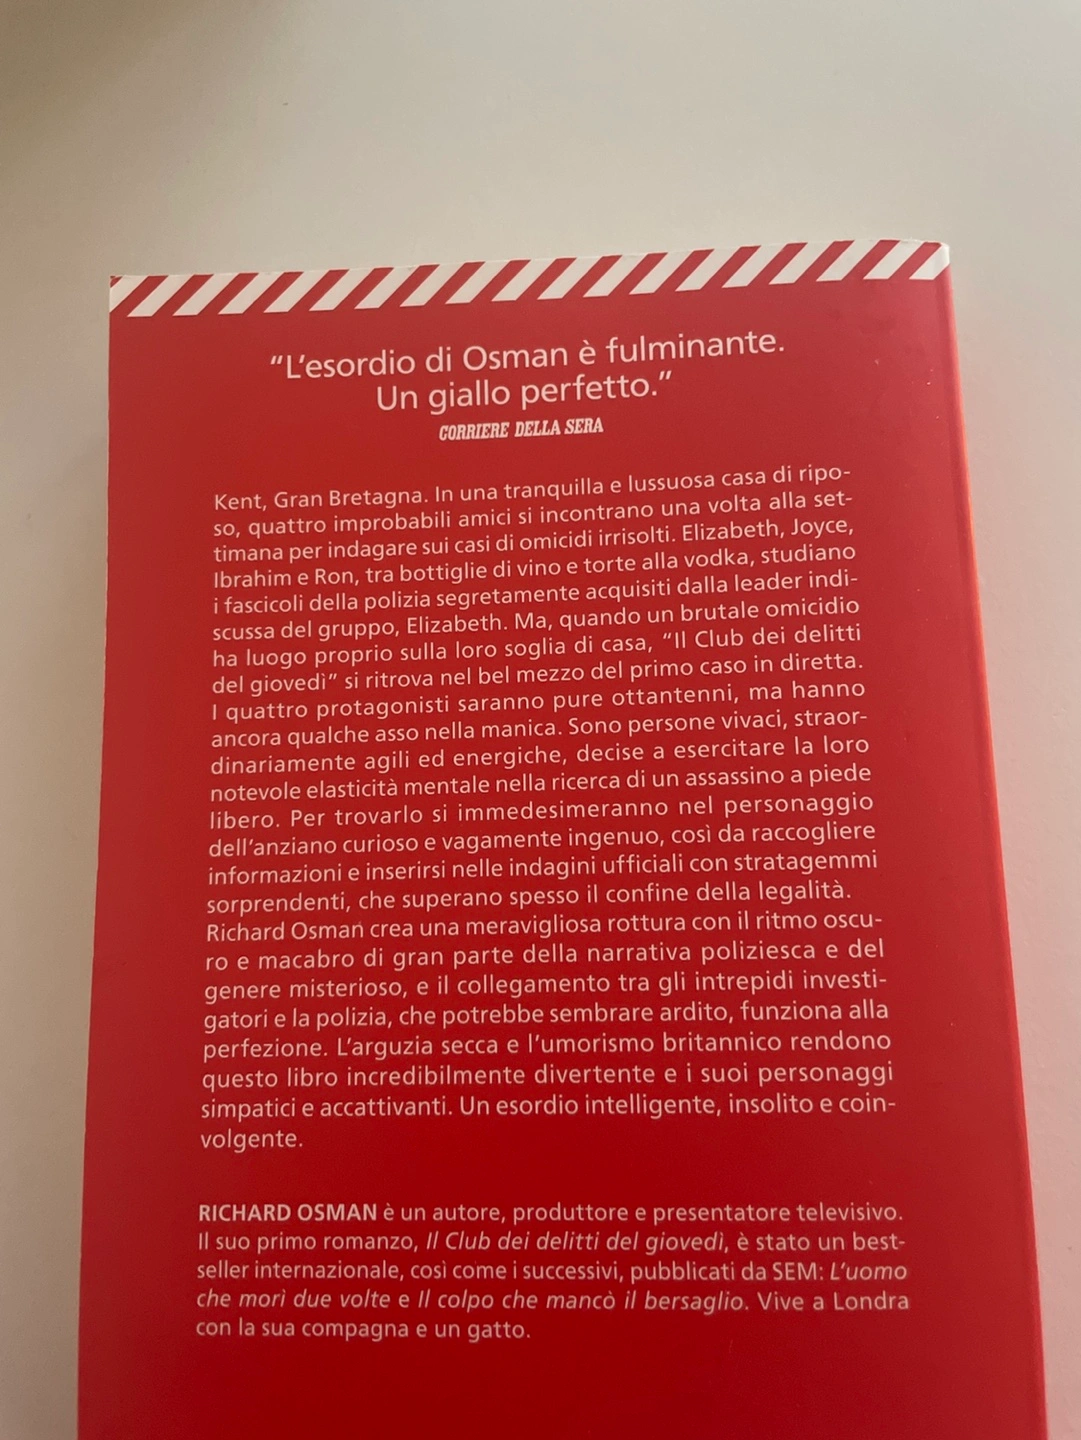 “L’esordio di Osman è fulminante.
Un giallo perfetto.”
CORRIERE DELLA SERA
Kent, Gran Bretagna. In una tranquilla e lussuosa casa di ripo-
so, quattro improbabili amici si incontrano una volta alla set-
timana per indagare sui casi di omicidi irrisolti. Elizabeth, Joyce,
Ibrahim e Ron, tra bottiglie di vino e torte alla vodka, studiano
i fascicoli della polizia segretamente acquisiti dalla leader indi-
scussa del gruppo, Elizabeth. Ma, quando un brutale omicidio
ha luogo proprio sulla loro soglia di casa, “Il Club dei delitti
del giovedì” si ritrova nel bel mezzo del primo caso in diretta.
I quattro protagonisti saranno pure ottantenni, ma hanno
ancora qualche asso nella manica. Sono persone vivaci, straor-
dinariamente agili ed energiche, decise a esercitare la loro
notevole elasticità mentale nella ricerca di un assassino a piede
libero. Per trovarlo si immedesimeranno nel personaggio
dell’anziano curioso e vagamente ingenuo, così da raccogliere
informazioni e inserirsi nelle indagini ufficiali con stratagemmi
sorprendenti, che superano spesso il confine della legalità.
Richard Osman crea una meravigliosa rottura con il ritmo oscu-
ro e macabro di gran parte della narrativa poliziesca e del
genere misterioso, e il collegamento tra gli intrepidi investi-
gatori e la polizia, che potrebbe sembrare ardito, funziona alla
perfezione. L’arguzia secca e l’umorismo britannico rendono
questo libro incredibilmente divertente e i suoi personaggi
simpatici e accattivanti. Un esordio intelligente, insolito e coin-
volgente.
RICHARD OSMAN è un autore, produttore e presentatore televisivo.
Il suo primo romanzo, Il Club dei delitti del giovedì, è stato un best-
seller internazionale, così come i successivi, pubblicati da SEM: L’uomo
che morì due volte e Il colpo che mancò il bersaglio. Vive a Londra
con la sua compagna e un gatto.